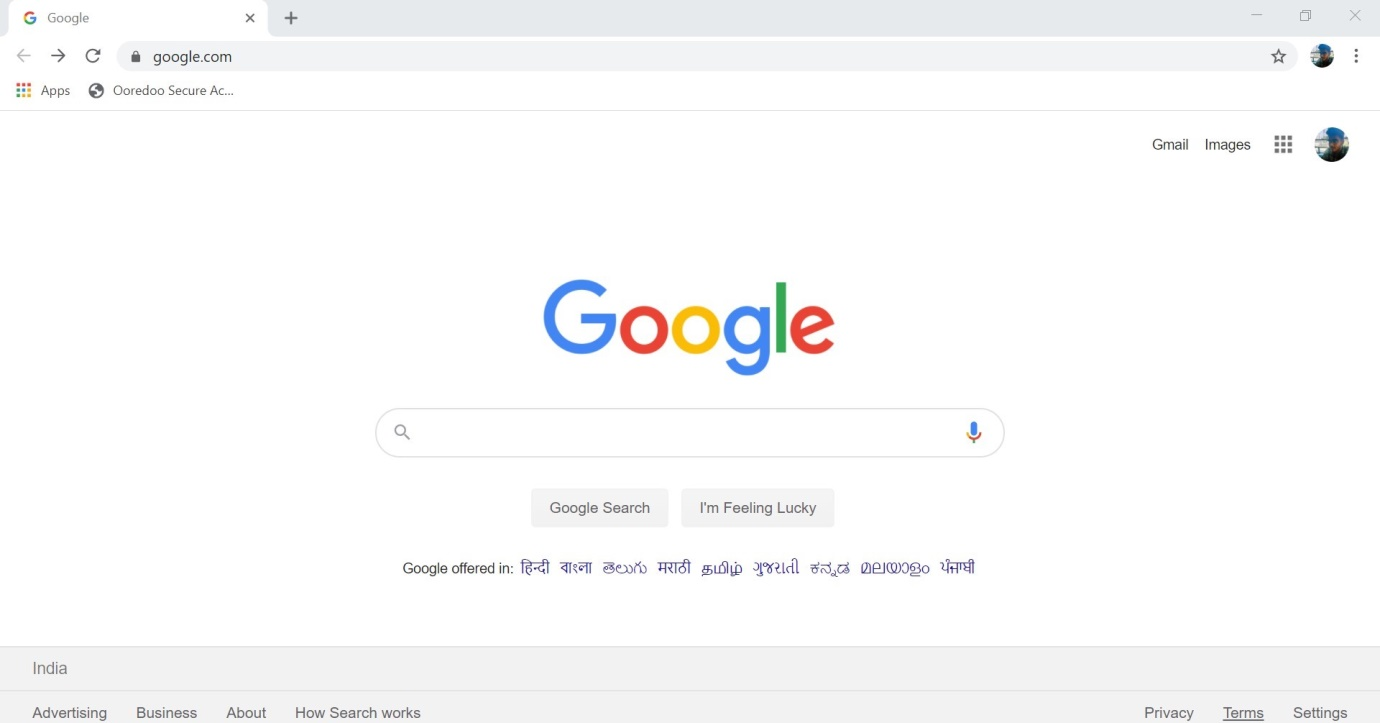 Google
google.com
Apps Ooredoo Secure Ac...
Gmail Images
Google
Google Search I'm Feeling Lucky
Google offered in: हिन्दी বাংলা తెలుగు मराठी தமிழ் ગુજરાતી ಕನ್ನಡ മലയാളം ਪੰਜਾਬੀ
India
Advertising Business About How Search works Privacy Terms Settings